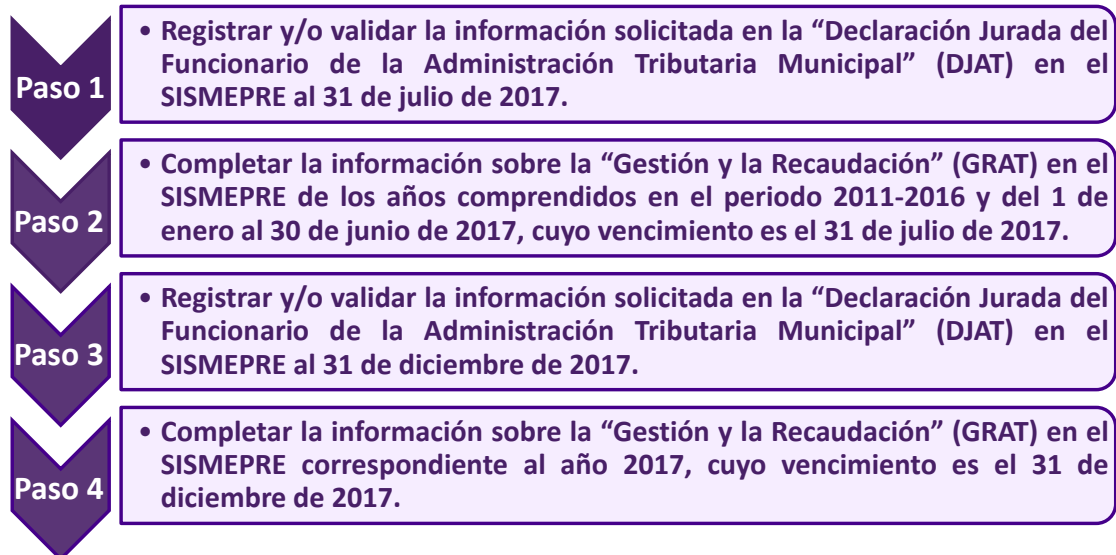 Paso 1
• Registrar y/o validar la información solicitada en la “Declaración Jurada del
Funcionario de la Administración Tributaria Municipal” (DJAT) en el
SISMEPRE al 31 de julio de 2017.
Paso 2
• Completar la información sobre la “Gestión y la Recaudación” (GRAT) en el
SISMEPRE de los años comprendidos en el periodo 2011-2016 y del 1 de
enero al 30 de junio de 2017, cuyo vencimiento es el 31 de julio de 2017.
Paso 3
• Registrar y/o validar la información solicitada en la “Declaración Jurada del
Funcionario de la Administración Tributaria Municipal” (DJAT) en el
SISMEPRE al 31 de diciembre de 2017.
Paso 4
• Completar la información sobre la “Gestión y la Recaudación” (GRAT) en el
SISMEPRE correspondiente al año 2017, cuyo vencimiento es el 31 de
diciembre de 2017.